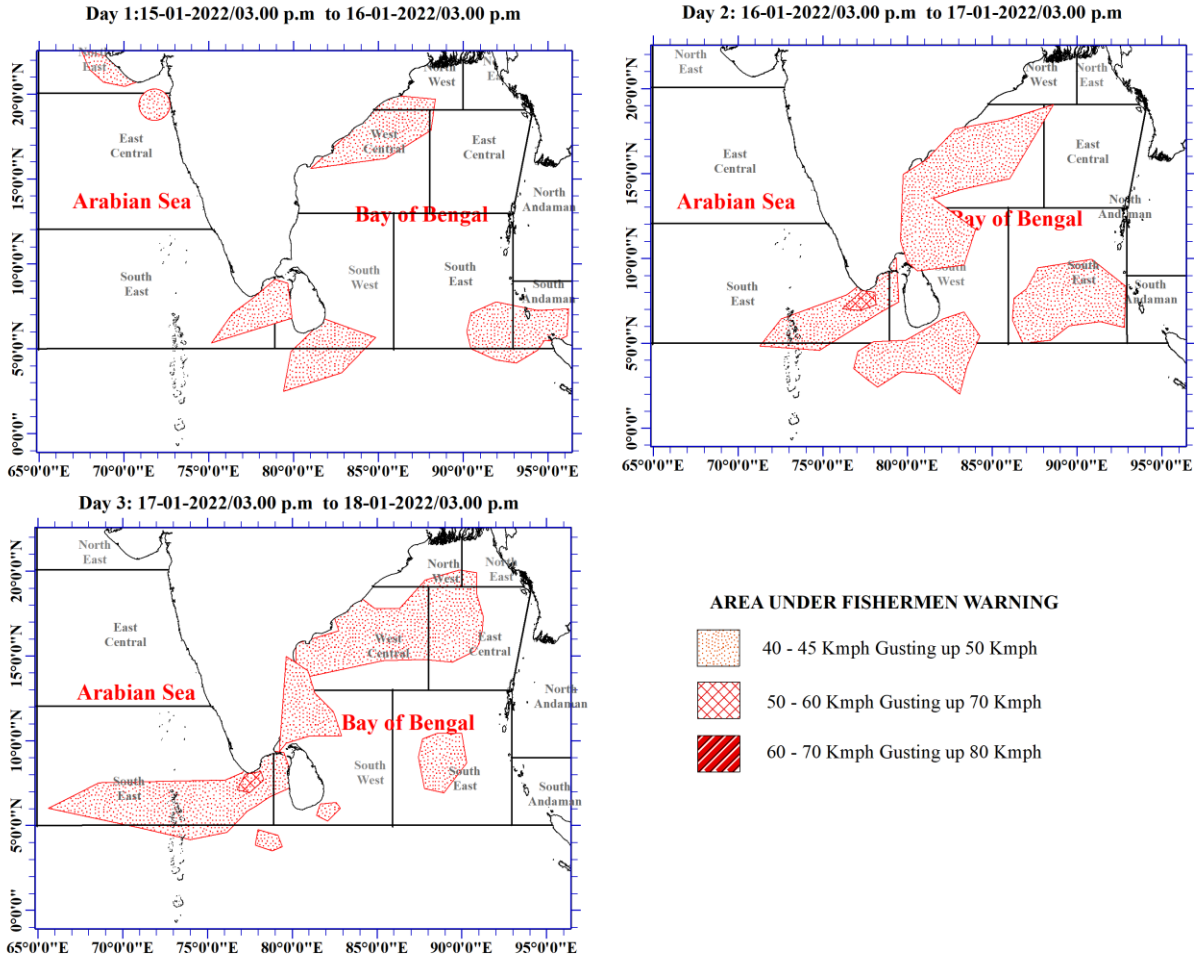 Day 1:15-01-2022/03.00 p.m to 16-01-2022/03.00 p.m
North
East
North
West
East
East
Central
West
Central
East
Central
Arabian Sea
Bay of Bengal
North
Andaman
South
East
South
West
South
East
South
Andaman
20°0'0"N
15°0'0"N
10°0'0"N
5°0'0"N
0°0'0"
65°0'0"E 70°0'0"E 75°0'0"E 80°0'0"E 85°0'0"E 90°0'0"E 95°0'0"E
Day 2: 16-01-2022/03.00 p.m to 17-01-2022/03.00 p.m
North
East
North
West
North
East
East
Central
East
Central
Arabian Sea
Bay of Bengal
North
Andaman
South
East
South
West
South
East
South
Andaman
20°0'0"N
15°0'0"N
10°0'0"N
5°0'0"N
0°0'0"
65°0'0"E 70°0'0"E 75°0'0"E 80°0'0"E 85°0'0"E 90°0'0"E 95°0'0"E
Day 3: 17-01-2022/03.00 p.m to 18-01-2022/03.00 p.m
North
East
North
West
North
East
East
Central
West
Central
East
Central
Arabian Sea
Bay of Bengal
North
Andaman
South
East
South
West
South
East
South
Andaman
20°0'0"N
15°0'0"N
10°0'0"N
5°0'0"N
0°0'0"
65°0'0"E 70°0'0"E 75°0'0"E 80°0'0"E 85°0'0"E 90°0'0"E 95°0'0"E
AREA UNDER FISHERMEN WARNING
40 - 45 Kmph Gusting up 50 Kmph
50 - 60 Kmph Gusting up 70 Kmph
60 - 70 Kmph Gusting up 80 Kmph